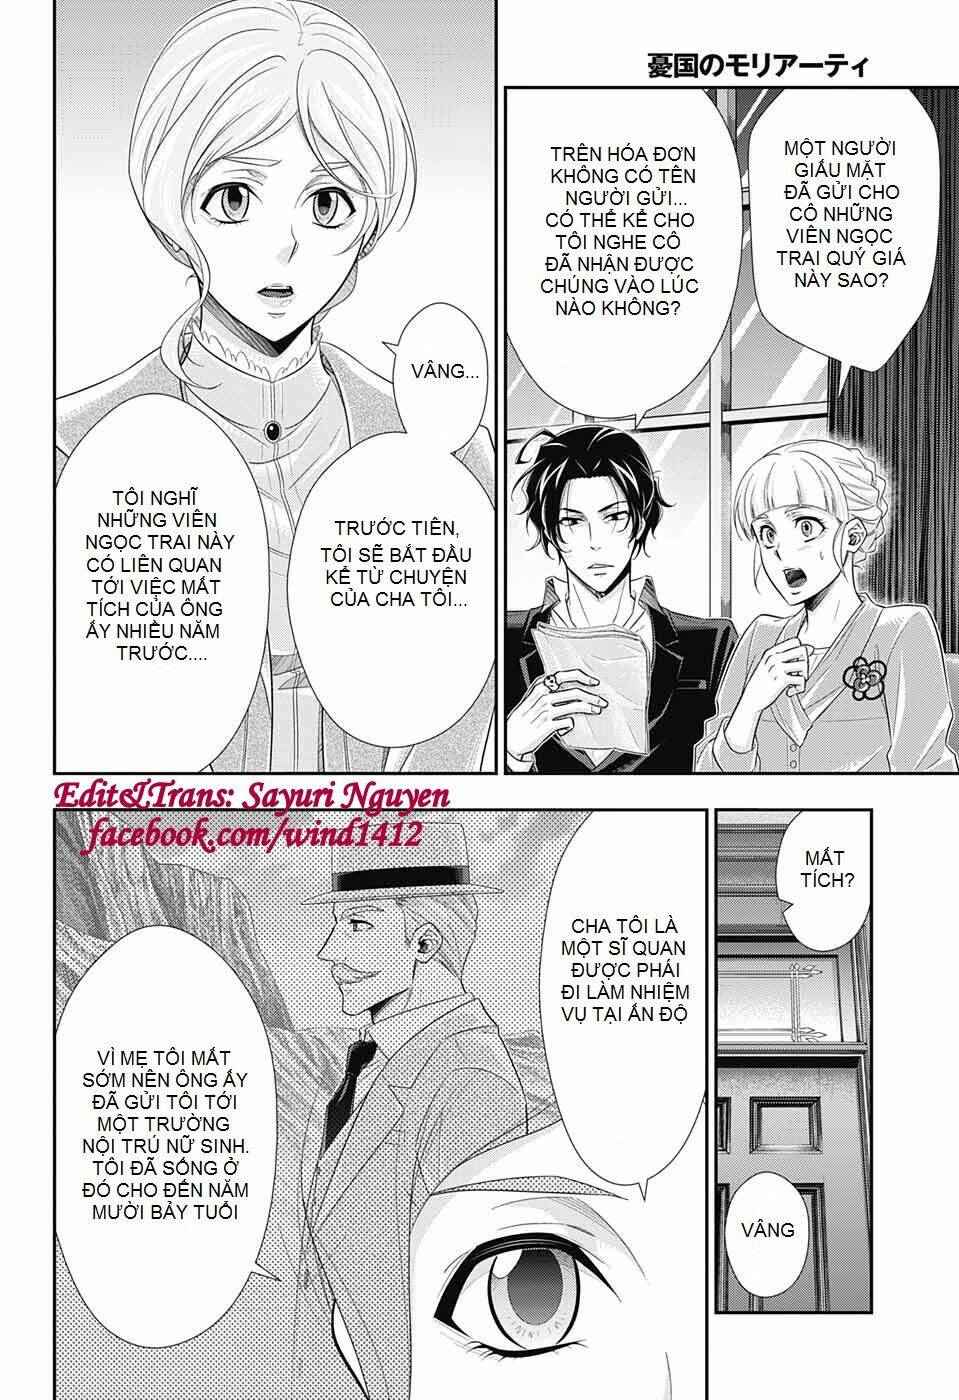 憂国のモリアーティ
MỘT NGƯỜI
GIẤU MẶT
ĐÃ GỬI CHO
CÔ NHỮNG
VIÊN NGỌC
TRAI QUÝ GIÁ
NÀY SAO?
TRÊN HÓA ĐƠN
KHÔNG CÓ TÊN
NGƯỜI GỬI...
CÓ THỂ KỂ CHO
TÔI NGHE CÔ
ĐÃ NHẬN ĐƯỢC
CHÚNG VÀO LÚC
NÀO KHÔNG?
VÂNG...
TRƯỚC TIÊN,
TÔI SẼ BẮT ĐẦU
KỂ TỪ CHUYỆN
CỦA CHA TÔI...
TÔI NGHĨ
NHỮNG VIÊN
NGỌC TRAI NÀY
CÓ LIÊN QUAN
TỚI VIỆC MẤT
TÍCH CỦA ÔNG
ẤY NHIỀU NĂM
TRƯỚC....
Edit&Trans: Sayuri Nguyen
facebook.com/wind1412
MẤT
TÍCH?
VÂNG
CHA TÔI LÀ
MỘT SĨ QUAN
ĐƯỢC PHÁI
ĐI LÀM NHIỆM
VỤ TẠI ẤN ĐỘ
VÌ MẸ TÔI MẤT
SỚM NÊN ÔNG ẤY
ĐÃ GỬI TÔI TỚI
MỘT TRƯỜNG
NỘI TRÚ NỮ SINH.
TÔI ĐÃ SỐNG Ở
ĐÓ CHO ĐẾN NĂM
MƯỜI BẢY TUỔI